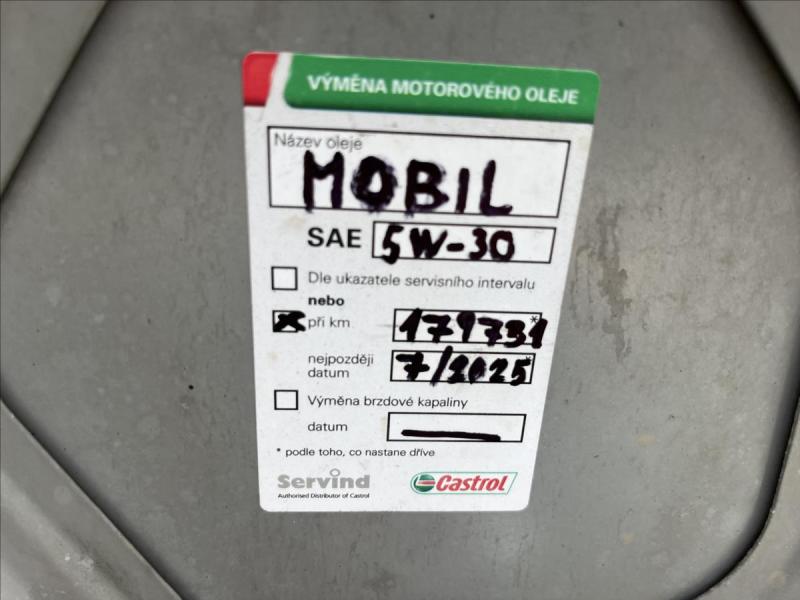 VÝMĚNA MOTOROVÉHO OLEJE
Název oleje
MOBIL
SAE 5W-30
Dle ukazatele servisního intervalu
nebo
při km 179731*
nejpozději
datum 7/2025*
Výměna brzdové kapaliny
datum
* podle toho, co nastane dříve
Servind
Authorised Distributor of Castrol
Castrol